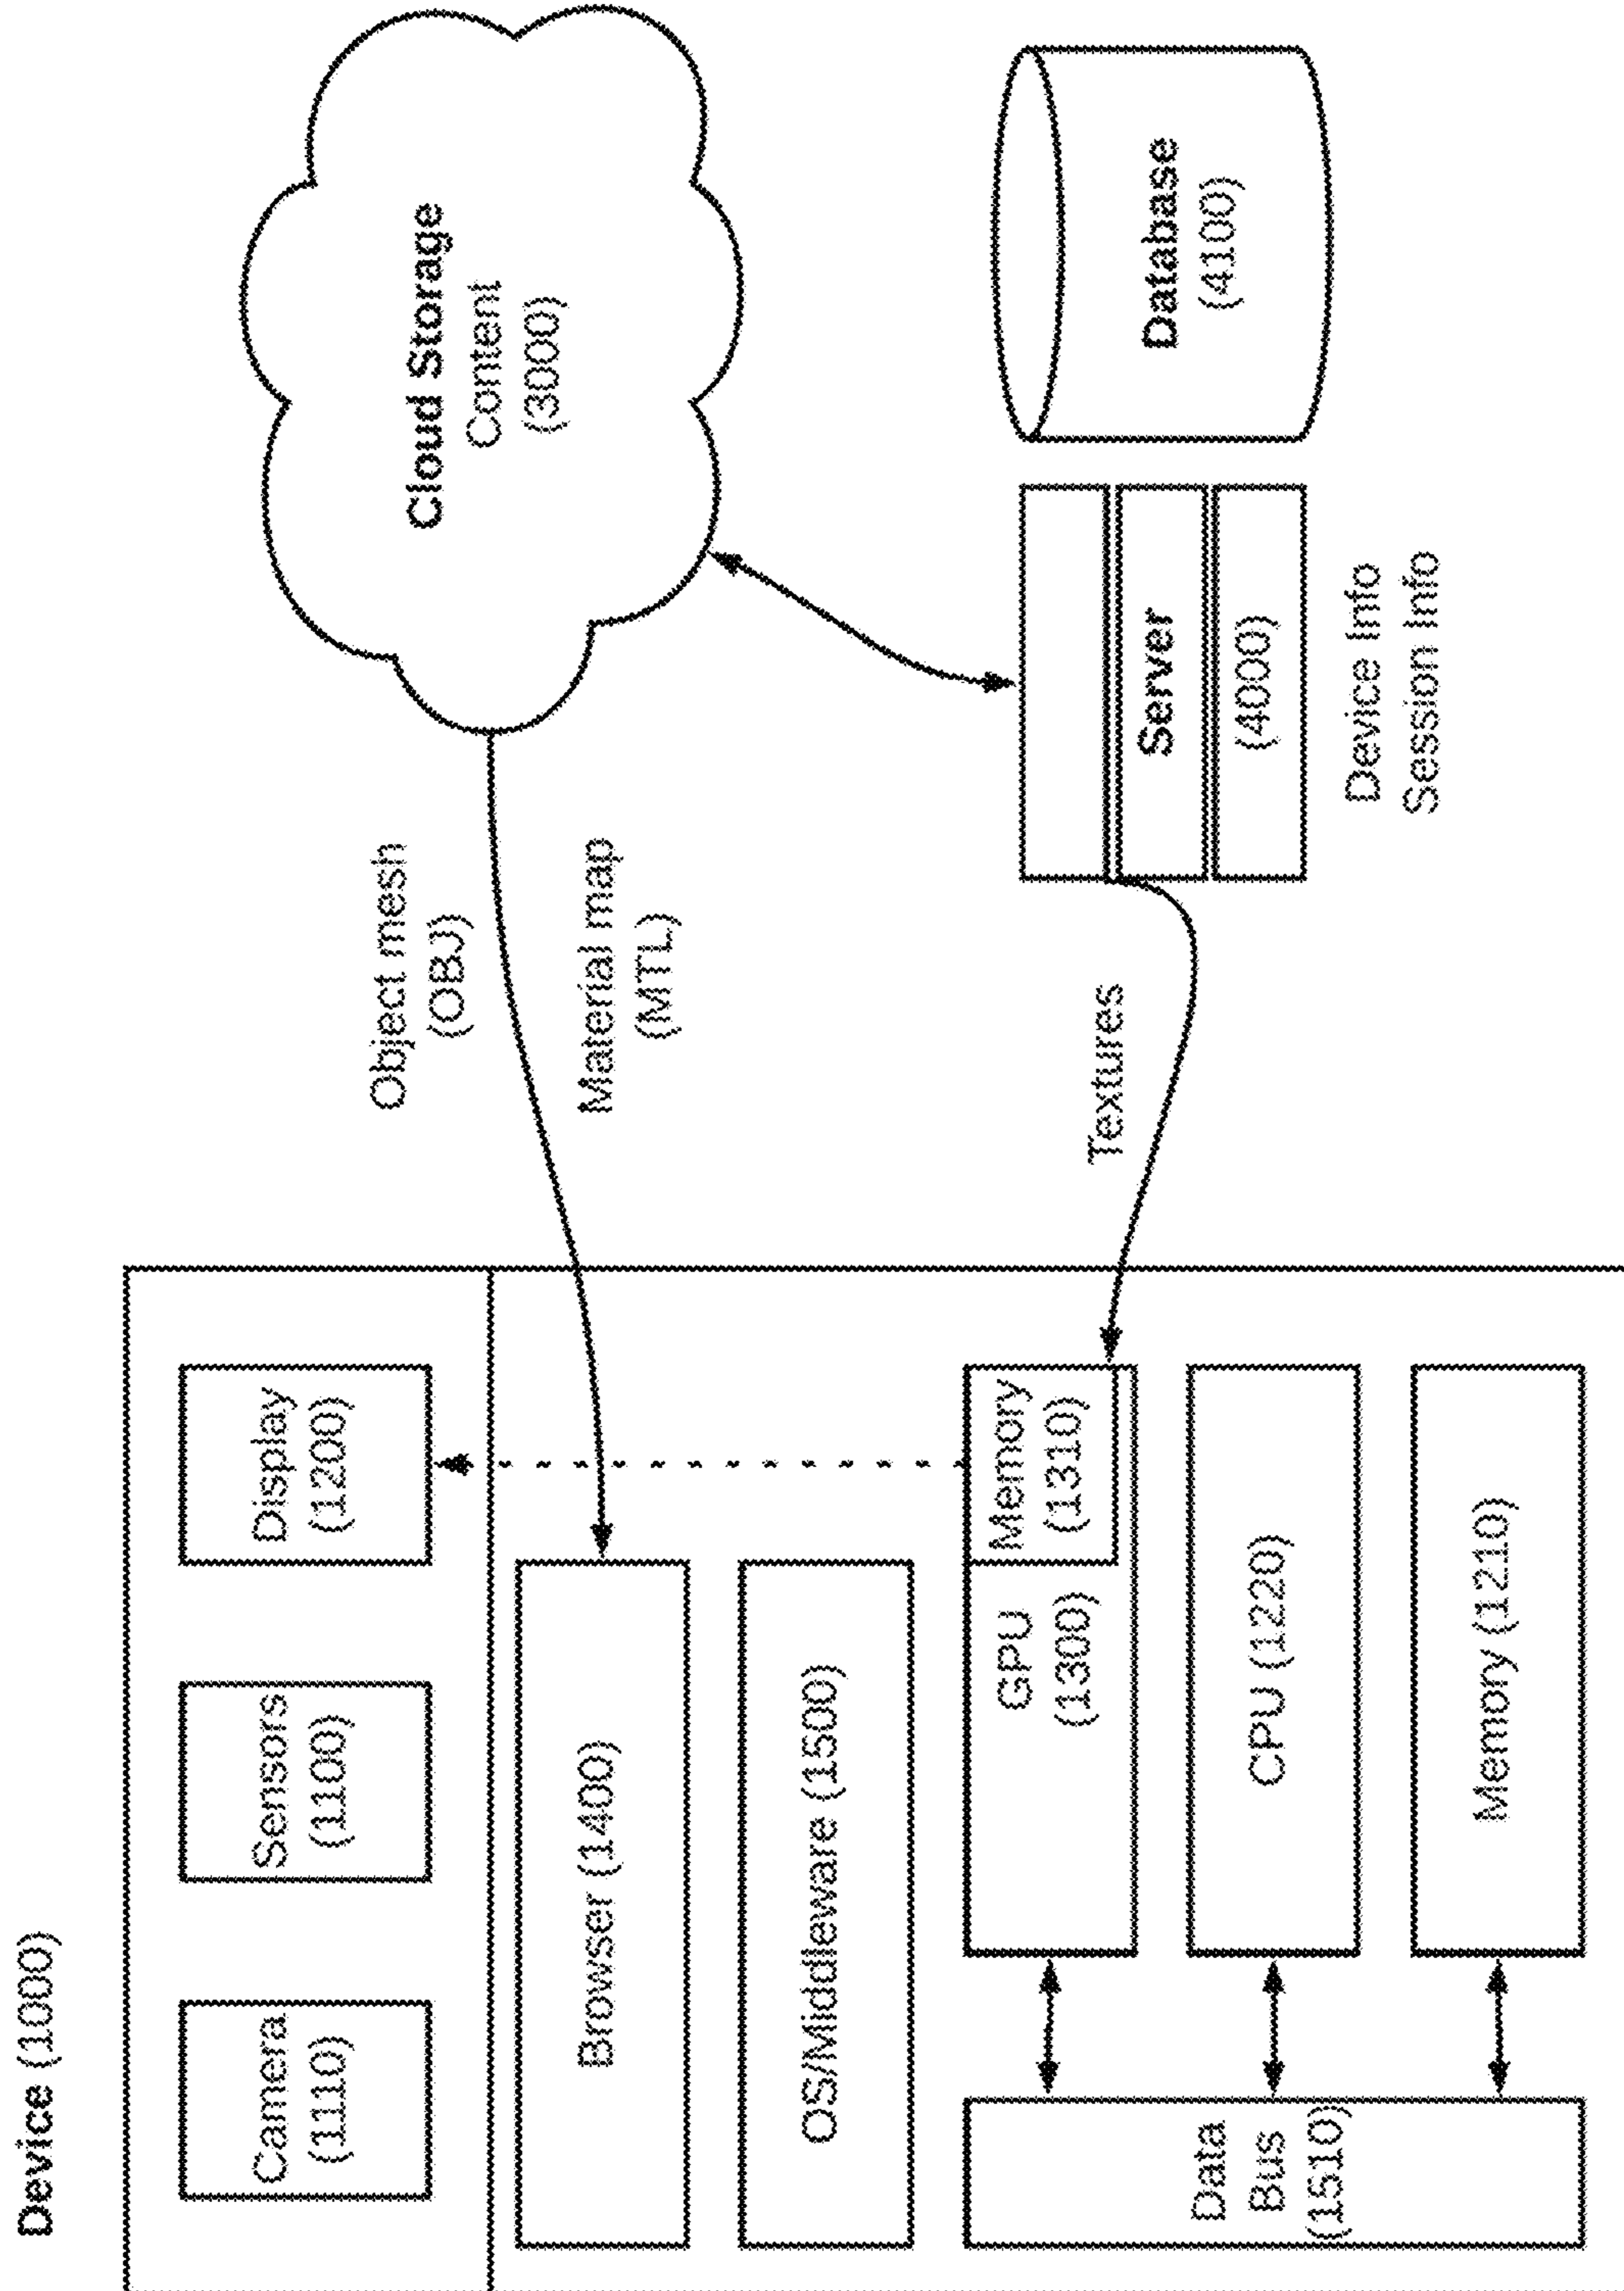 Device (1000)
Camera
(1110)
Sensors
(1100)
Display
(1200)
Browser (1400)
OS/Middleware (1500)
Data
Bus
(1510)
GPU
(1300)
Memory
(1310)
CPU (1220)
Memory (1210)
Object mesh
(OBJ)
Material map
(MTL)
Textures
Cloud Storage
Content
(3000)
Server
(4000)
Device Info
Session Info
Database
(4100)